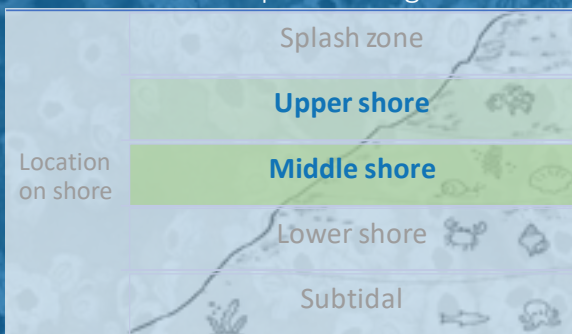 Splash zone
Upper shore
Location
on shore
Middle shore
Lower shore
Subtidal